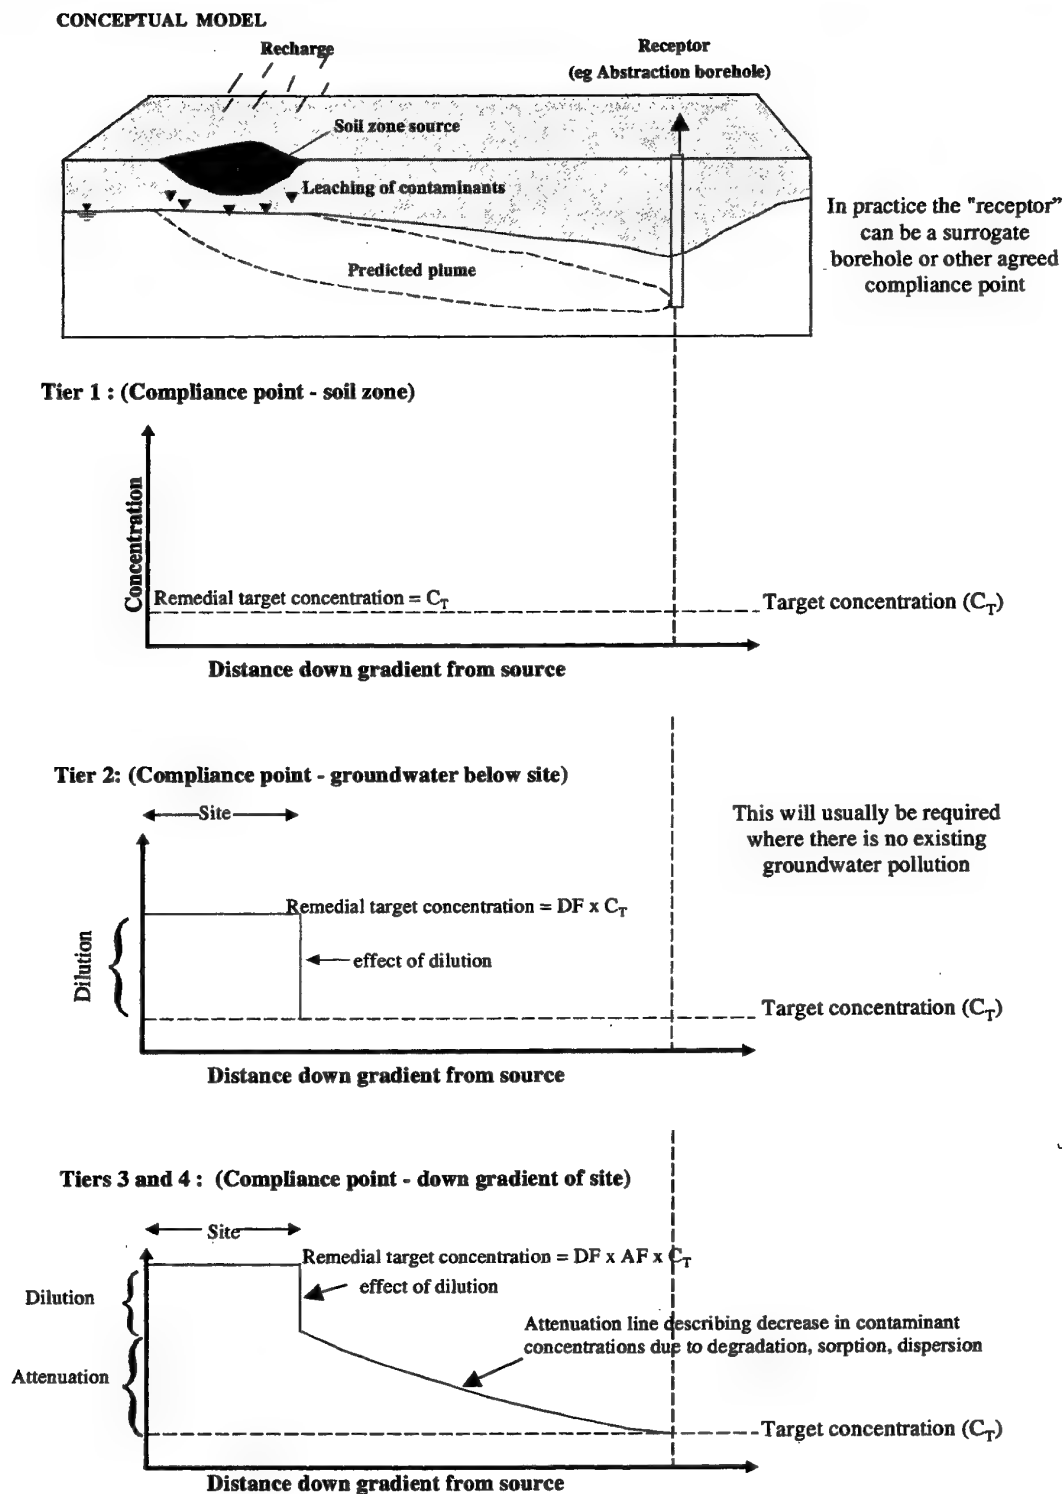 CONCEPTUAL MODEL
Recharge
Receptor
(eg Abstraction borehole)
Soil zone source
Leaching of contaminants
Predicted plume
In practice the "receptor"
can be a surrogate
borehole or other agreed
compliance point
Tier 1 : (Compliance point - soil zone)
Concentration
Remedial target concentration = C_T
Target concentration (C_T)
Distance down gradient from source
Tier 2: (Compliance point - groundwater below site)
Site
This will usually be required
where there is no existing
groundwater pollution
Remedial target concentration = DF x C_T
Dilution
effect of dilution
Target concentration (C_T)
Distance down gradient from source
Tiers 3 and 4 : (Compliance point - down gradient of site)
Site
Remedial target concentration = DF x AF x C_T
effect of dilution
Dilution
Attenuation line describing decrease in contaminant
concentrations due to degradation, sorption, dispersion
Attenuation
Target concentration (C_T)
Distance down gradient from source